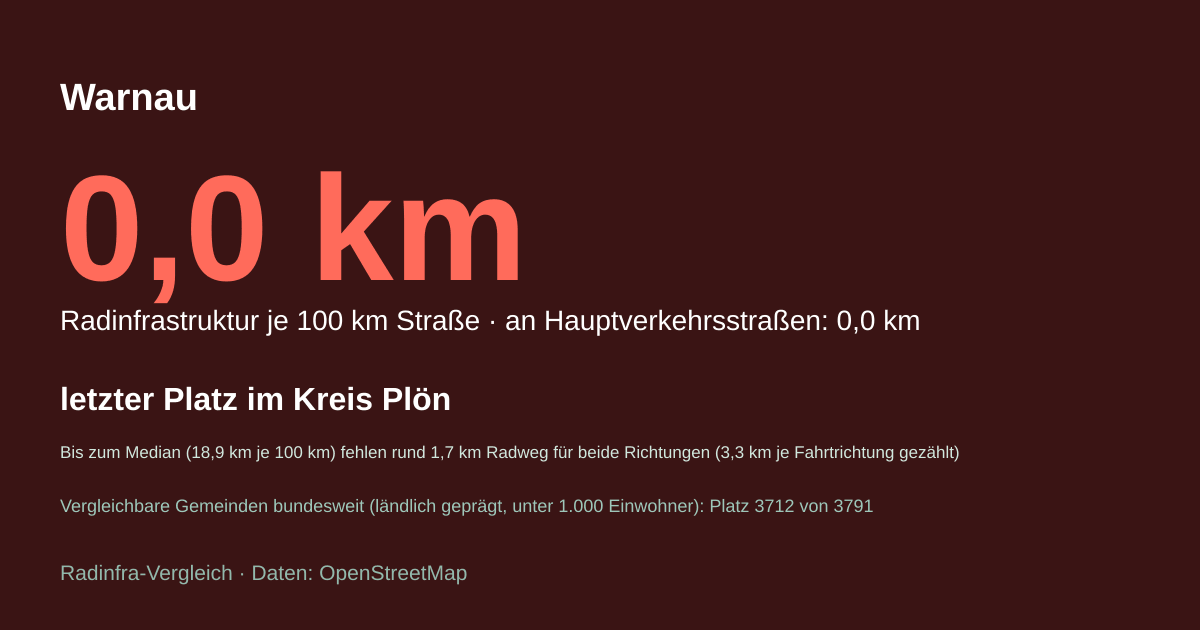 Warnau
0,0 km
Radinfrastruktur je 100 km Straße · an Hauptverkehrsstraßen: 0,0 km
letzter Platz im Kreis Plön
Bis zum Median (18,9 km je 100 km) fehlen rund 1,7 km Radweg für beide Richtungen (3,3 km je Fahrtrichtung gezählt)
Vergleichbare Gemeinden bundesweit (ländlich geprägt, unter 1.000 Einwohner): Platz 3712 von 3791
Radinfra-Vergleich · Daten: OpenStreetMap